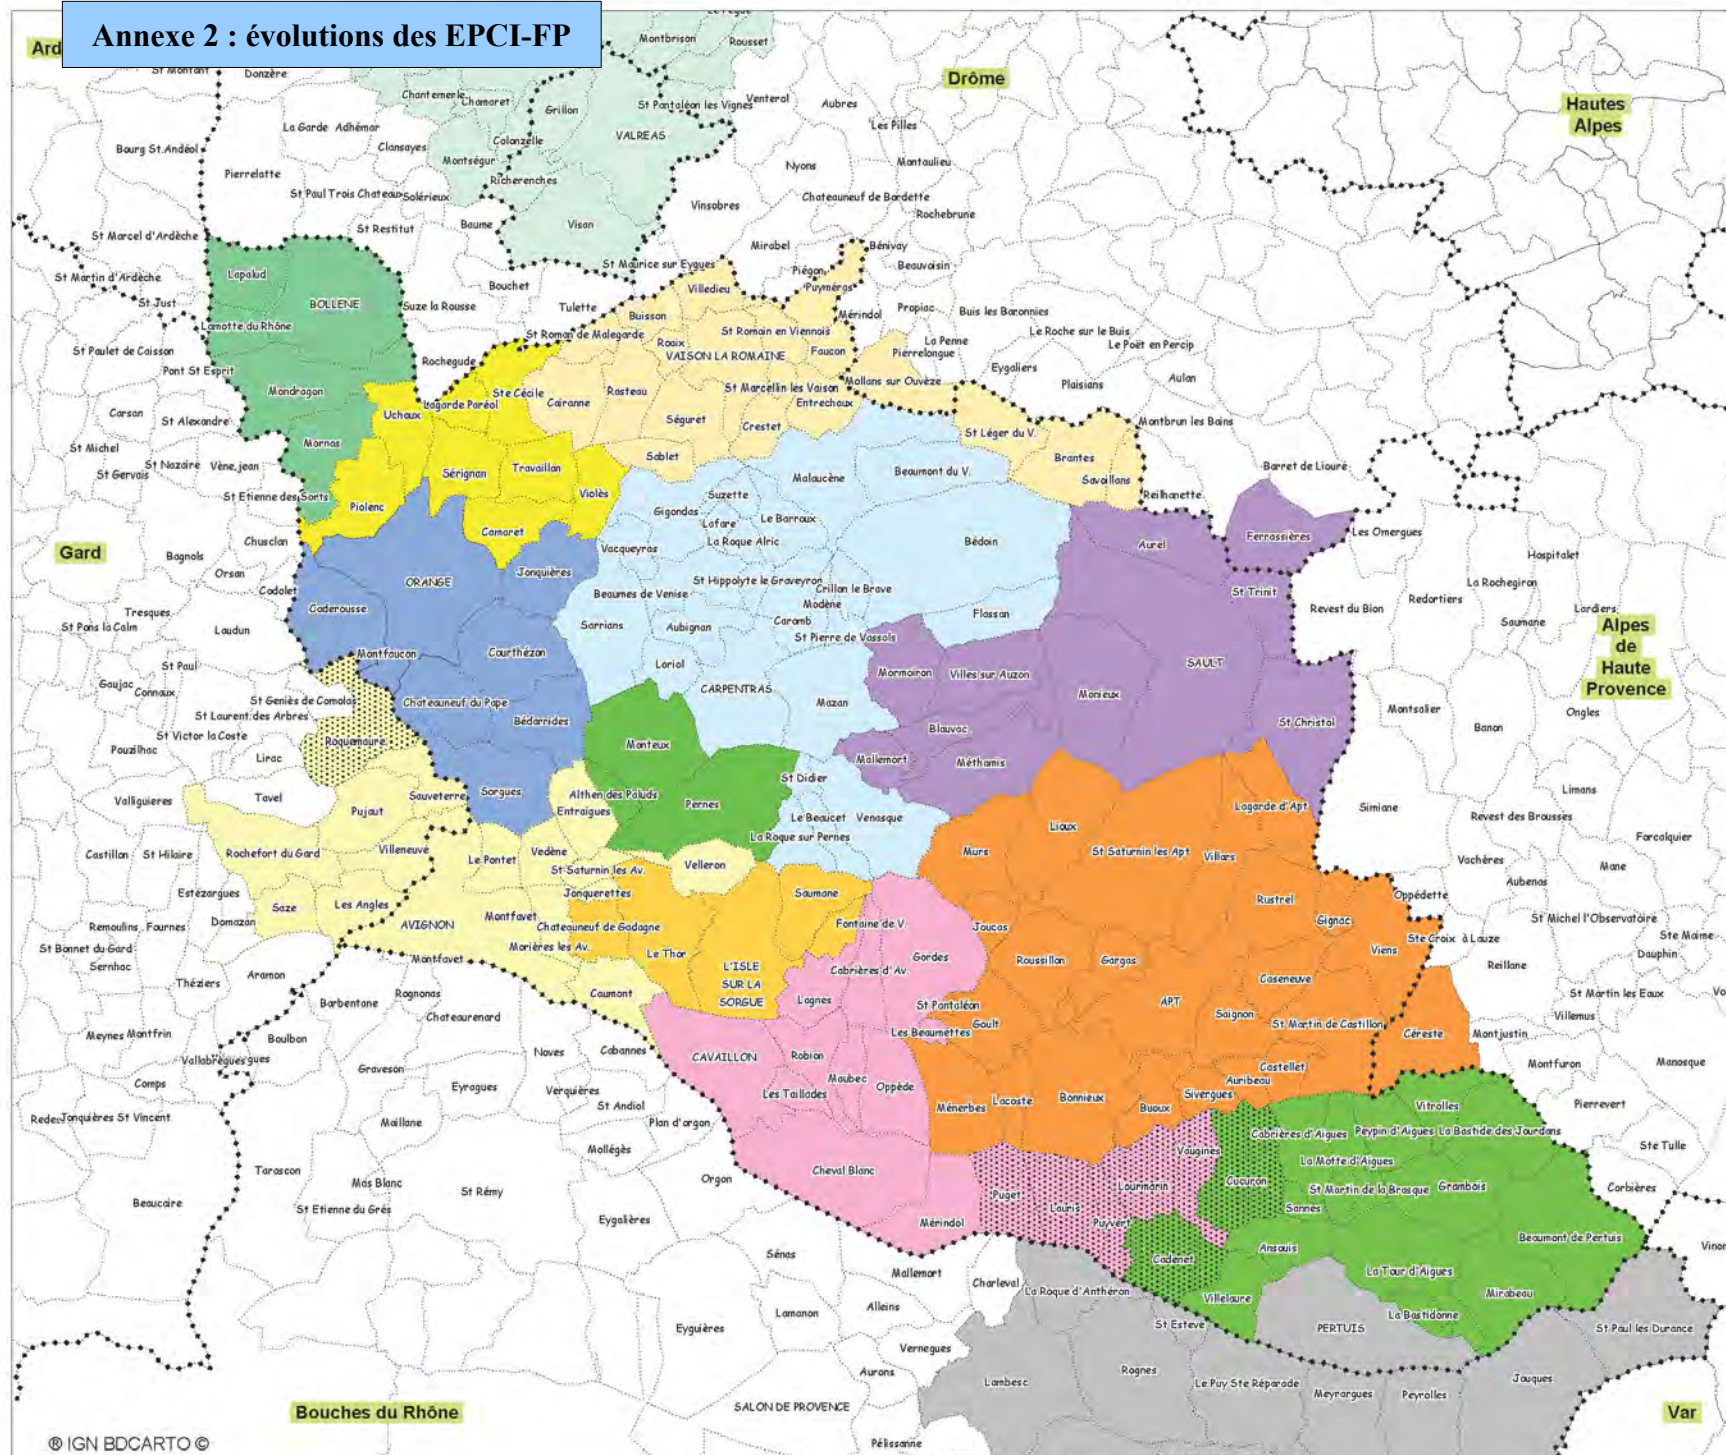 Annexe 2 : évolutions des EPCI-FP
Montbrison
Rousset
Ard
St Montant
Donzère
Drôme
Hautes
Alpes
Chantemerle
Chamaret
Grillon
St Pantaléon les Vignes
Venterol
Aubres
La Garde Adhémar
Colonzelle
VALREAS
Les Pilles
Bourg St.Andéol
Clansayes
Montségur
Nyons
Montaulieu
Pierrelatte
Richerenches
St Paul Trois Chateaux
Solérieux
Vinsobres
Chateauneuf de Bordette
Rochebrune
St Marcel d'Ardèche
St Restitut
Baume
Visan
Mirabel
Bénivay
St Martin d'Ardèche
Lapalud
St Maurice sur Eygues
Piégon
Beauvoisin
St Just
BOLLENE
Suze la Rousse
Bouchet
Villedieu
Puyméras
Tulette
Buisson
Mérindol
Propiac
Buis les Baronnies
Lamotte du Rhône
St Roman de Malegarde
St Romain en Viennois
Le Roche sur le Buis
St Paulet de Caisson
Roaix
La Penne
Le Poët en Percip
Pont St Esprit
Rochegude
VAISON LA ROMAINE
Faucon
Pierrelongue
Eygaliers
Aulan
Mondragon
Ste Cécile
Rasteau
St Marcellin lès Vaison
Mollans sur Ouvèze
Plaisians
Carsan
St Alexandre
Uchaux
Lagarde Paréol
Cairanne
Entrechaux
Montbrun les Bains
St Michel
Mornas
Séguret
Crestet
St Léger du V.
St Nazaire
Vène.jean
Sérignan
Travaillan
Sablet
Malaucène
Beaumont du V.
Brantes
Barret de Lioure
St Gervais
St Etienne des Sorts
Violès
Suzette
Savoillans
Reilhanette
Piolenc
Gigondas
Lafare
Le Barroux
Gard
Chusclan
Camaret
La Roque Alric
Bédoin
Aurel
Ferrassières
Les Omergues
Bagnols
Vacqueyras
Hospitalet
Orsan
ORANGE
Jonquières
St Hippolyte le Graveyron
Crillon le Brave
La Rochegiron
Codolet
Caderousse
Beaumes de Venise
Modène
Flassan
St Trinit
Revest du Bion
Redortiers
Tresques
Sarrians
Aubignan
Caromb
Saumane
Lardiers
St Pons la Calm
Laudun
St Pierre de Vassols
Alpes
de
Haute
Provence
Montfaucon
Courthézon
Loriol
SAULT
St Paul
Mormoiron
Villes sur Auzon
Gaujac
Connaux
St Geniès de Comolas
Chateauneuf du Pape
CARPENTRAS
Mazan
Monieux
Montsalier
Ongles
St Laurent.des Arbres
Bédarrides
St Christol
Banon
St Victor la Coste
Blauvac
Pouzilhac
Lirac
Roquemaure
Monteux
Mallemort
Méthamis
Valliguieres
Tavel
Sauveterre
Sorgues
Althen des Paluds
St Didier
Limans
Pujaut
Entraigues
Pernes
Lagarde d'Apt
Simiane
Revest des Brousses
Le Beaucet
Venasque
Lioux
Forcalquier
Castillon
St Hilaire
Rochefort du Gard
Villeneuve
Le Pontet
Vedène
La Roque sur Pernes
Murs
St Saturnin les Apt
Villars
Vachères
Mane
St Saturnin les Av.
Velleron
Aubenas
Estézargues
Jonquerettes
Saumane
Rustrel
Oppédette
Saze
Les Angles
Montfavet
Gignac
St Michel l'Observatoire
Remoulins
Fournes
Domazan
AVIGNON
Chateauneuf de Gadagne
Fontaine de V.
Joucas
Ste Croix à Lauze
Ste Maime
St Bonnet du Gard
Morières les Av.
Le Thor
Gordes
Roussillon
Gargas
Viens
Dauphin
Sernhac
Montfavet
L'ISLE
SUR LA
SORGUE
Cabrières d'Av.
Caseneuve
Reillane
Théziers
Aramon
Rognonas
Caumont
Lagnes
St Pantaléon
APT
St Martin les Eaux
Barbentane
Saignon
Vo
Chateaurenard
Les Beaumettes
Goult
St Martin de Castillon
Villemus
Meynes
Montfrin
Boulbon
Céreste
Montjustin
Vallabrègues
gues
Noves
Cabannes
CAVAILLON
Robion
Castellet
Montfuron
Manosque
Graveson
Maubec
Oppède
Auribeau
Comps
Eyragues
Verquières
Les Taillades
Bonnieux
Sivergues
Redes
Jonquières St Vincent
St Andiol
Ménerbes
Lacoste
Buoux
Vitrolles
Pierrevert
Maillane
Plan d'orgon
Cabrières d'Aigues
Peypin d'Aigues
La Bastide des Jourdans
Mollégès
Vaugines
Ste Tulle
Tarascon
Cheval Blanc
La Motte d'Aigues
Mas Blanc
St Rémy
Orgon
Puget
Lourmarin
Cucuron
St Martin de la Brasque
Grambois
Corbières
Beaucaire
St Etienne du Grés
Eygalières
Mérindol
Lauris
Puyvert
Sannes
Beaumont de Pertuis
Sénas
Cadenet
Ansouis
Vinon
Mallemort
Charleval
La Tour d'Aigues
La Roque d'Anthéron
Villelaure
Mirabeau
Lamanon
Alleins
La Bastidonne
Eyguières
St Esteve
PERTUIS
St Paul les Durance
Vernegues
Aurons
Lambesc
Rognes
Le Puy Ste Réparade
Meyrargues
Peyrolles
Jouques
Bouches du Rhône
SALON DE PROVENCE
Var
Pélissanne
® IGN BDCARTO ©